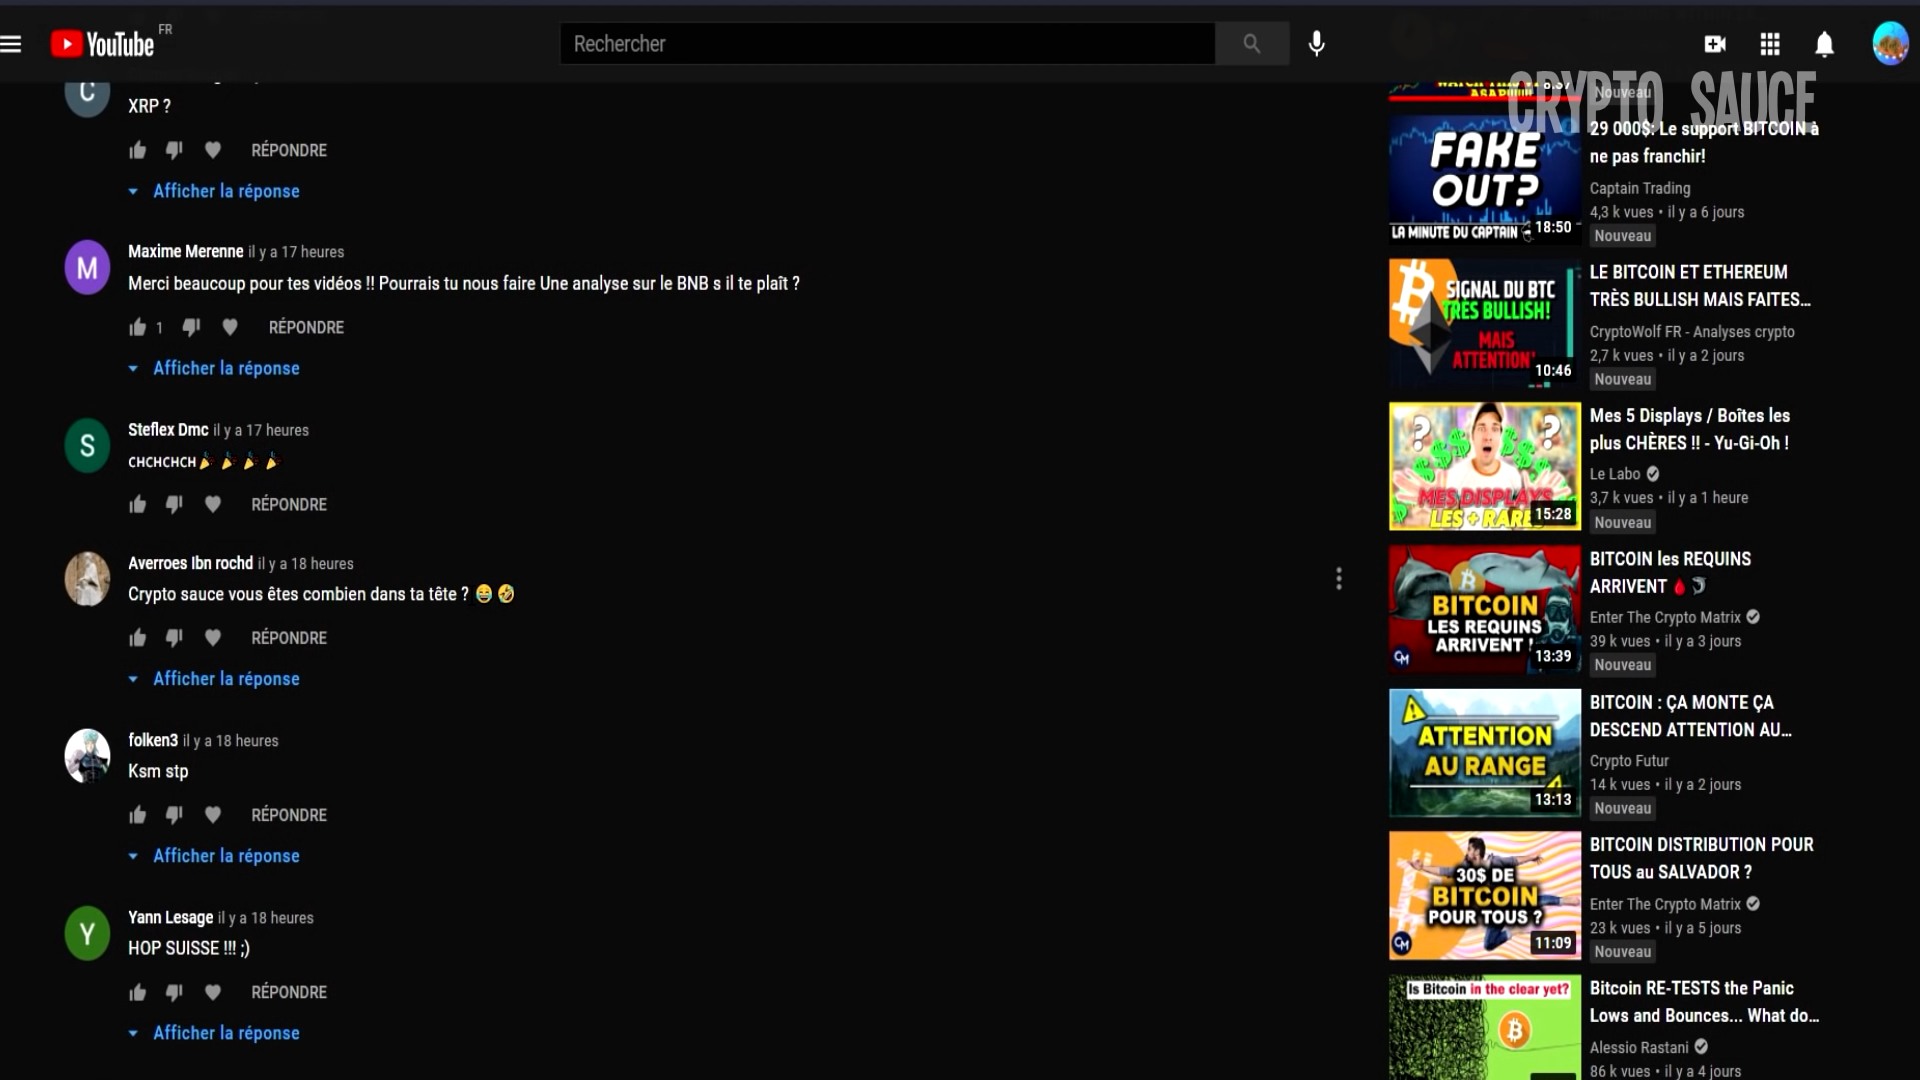 YouTube FR
Rechercher
CRYPTO SAUCE
C
XRP ?
RÉPONDRE
Afficher la réponse
M
Maxime Merenne il y a 17 heures
Merci beaucoup pour tes vidéos !! Pourrais tu nous faire Une analyse sur le BNB s il te plaît ?
1
RÉPONDRE
Afficher la réponse
S
Steflex Dmc il y a 17 heures
CHCHCHCH🎉🎉🎉🎉
RÉPONDRE
Averroes Ibn rochd il y a 18 heures
Crypto sauce vous êtes combien dans ta tête ? 😂 🤣
RÉPONDRE
Afficher la réponse
folken3 il y a 18 heures
Ksm stp
RÉPONDRE
Afficher la réponse
Y
Yann Lesage il y a 18 heures
HOP SUISSE !!! ;)
RÉPONDRE
Afficher la réponse
8:37
Nouveau
FAKE
OUT?
LA MINUTE DU CAPTAIN
18:50
29 000$: Le support BITCOIN à
ne pas franchir!
Captain Trading
4,3 k vues • il y a 6 jours
Nouveau
SIGNAL DU BTC
TRÈS BULLISH!
MAIS
ATTENTION!
10:46
LE BITCOIN ET ETHEREUM
TRÈS BULLISH MAIS FAITES...
CryptoWolf FR - Analyses crypto
2,7 k vues • il y a 2 jours
Nouveau
MES DISPLAYS
LES + RARE
15:28
Mes 5 Displays / Boîtes les
plus CHÈRES !! - Yu-Gi-Oh !
Le Labo
3,7 k vues • il y a 1 heure
Nouveau
BITCOIN
LES REQUINS
ARRIVENT !
CM
13:39
BITCOIN les REQUINS
ARRIVENT 🩸🦈
Enter The Crypto Matrix
39 k vues • il y a 3 jours
Nouveau
ATTENTION
AU RANGE
13:13
BITCOIN : ÇA MONTE ÇA
DESCEND ATTENTION AU...
Crypto Futur
14 k vues • il y a 2 jours
Nouveau
30$ DE
BITCOIN
POUR TOUS ?
CM
11:09
BITCOIN DISTRIBUTION POUR
TOUS au SALVADOR ?
Enter The Crypto Matrix
23 k vues • il y a 5 jours
Nouveau
Is Bitcoin in the clear yet?
Bitcoin RE-TESTS the Panic
Lows and Bounces... What do...
Alessio Rastani
86 k vues • il y a 4 jours